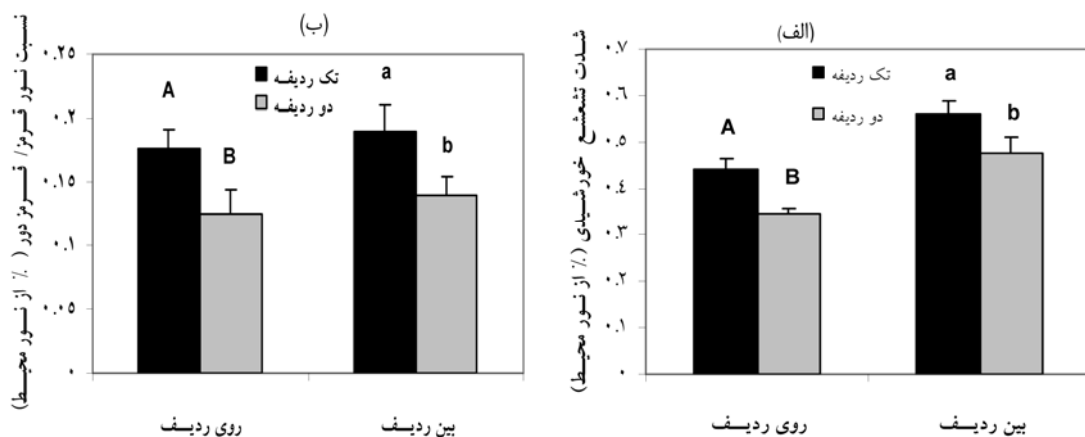 (الف)
شدت تشعشع خورشیدی (٪ از نور محیط)
۰.۷
۰.۶
۰.۵
۰.۴
۰.۳
۰.۲
۰.۱
۰
تک ردیفه
دو ردیفه
A
B
a
b
روی ردیف
بین ردیف
(ب)
نسبت نور قرمز/ قرمز دور (٪ از نور محیط)
۰.۲۵
۰.۲
۰.۱۵
۰.۱
۰.۰۵
۰
تک ردیفه
دو ردیفه
A
B
a
b
روی ردیف
بین ردیف